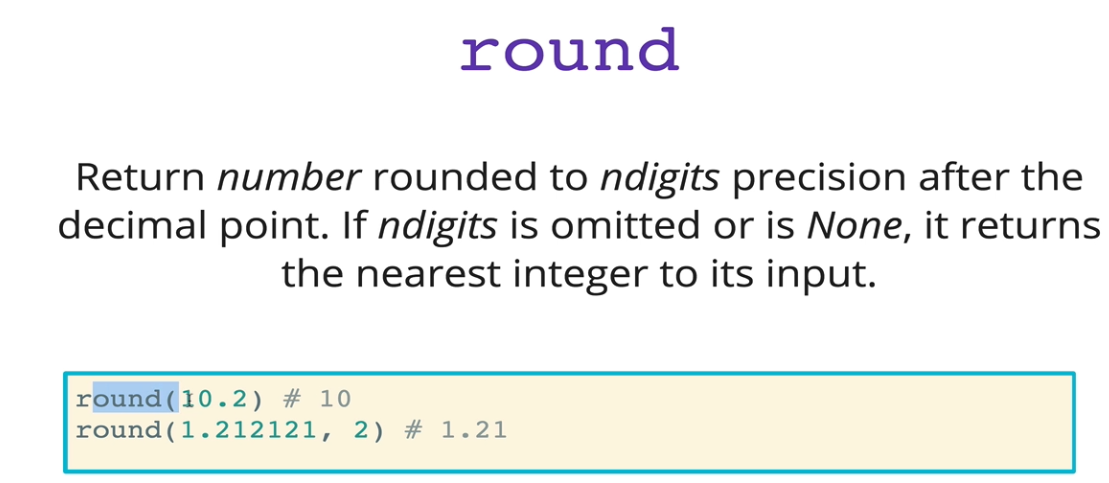 round
Return number rounded to ndigits precision after the
decimal point. If ndigits is omitted or is None, it returns
the nearest integer to its input.
round(10.2) # 10
round(1.212121, 2) # 1.21